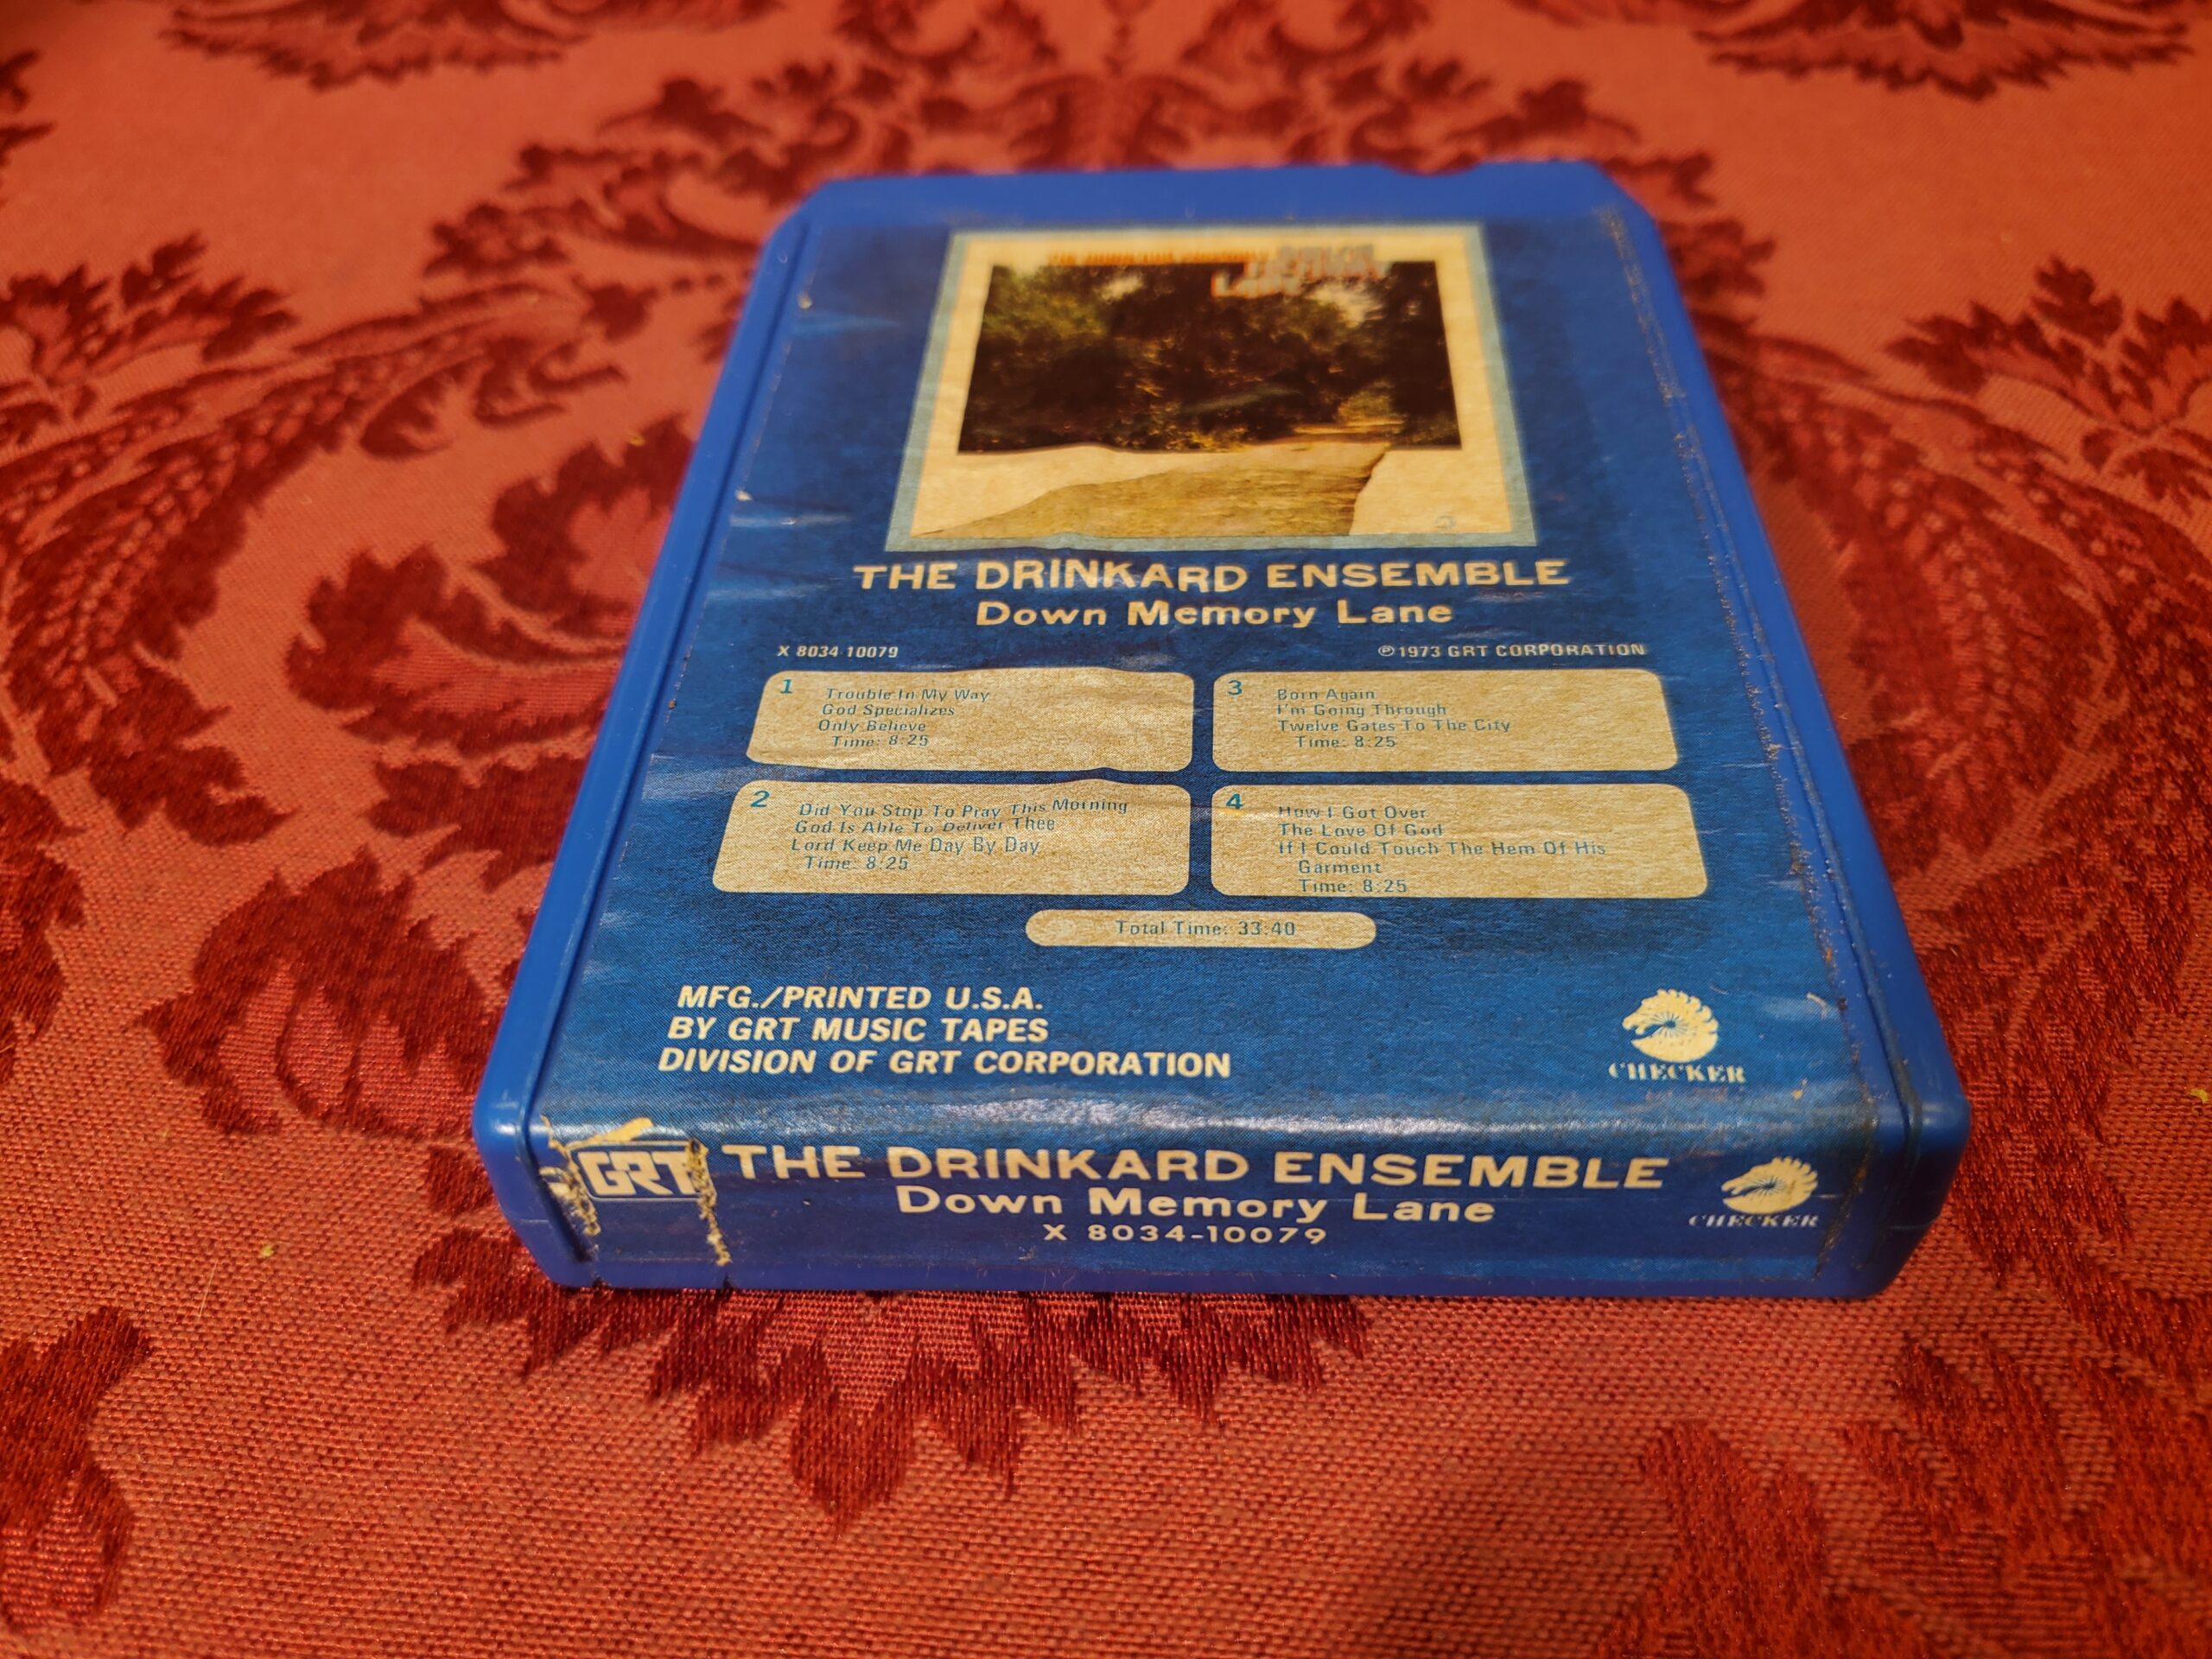 THE DRINKARD ENSEMBLE
Down Memory Lane
X 8034 10079
℗1973 GRT CORPORATION
1
Trouble In My Way
God Specializes
Only Believe
Time: 8:25
2
Did You Stop To Pray This Morning
God Is Able To Deliver Thee
Lord Keep Me Day By Day
Time: 8:25
3
Born Again
I'm Going Through
Twelve Gates To The City
Time: 8:25
4
How I Got Over
The Love Of God
If I Could Touch The Hem Of His
Garment
Time: 8:25
Total Time: 33:40
MFG./PRINTED U.S.A.
BY GRT MUSIC TAPES
DIVISION OF GRT CORPORATION
CHECKER
GRT
THE DRINKARD ENSEMBLE
Down Memory Lane
X 8034-10079
CHECKER